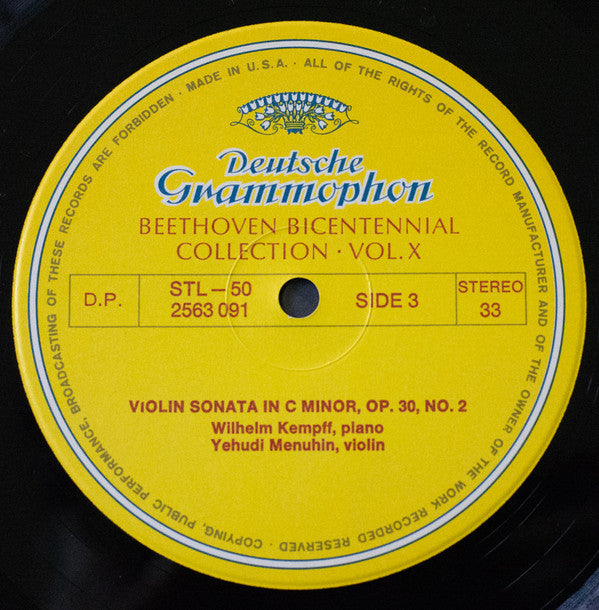 MADE IN U.S.A. · ALL OF THE RIGHTS OF THE RECORD MANUFACTURER AND OF THE OWNER OF THE WORK RECORDED RESERVED · COPYING, PUBLIC PERFORMANCE, BROADCASTING OF THESE RECORDS ARE FORBIDDEN ·
Deutsche
Grammophon
BEETHOVEN BICENTENNIAL
COLLECTION · VOL. X
D.P.
STL — 50
2563 091
SIDE 3
STEREO
33
VIOLIN SONATA IN C MINOR, OP. 30, NO. 2
Wilhelm Kempff, piano
Yehudi Menuhin, violin